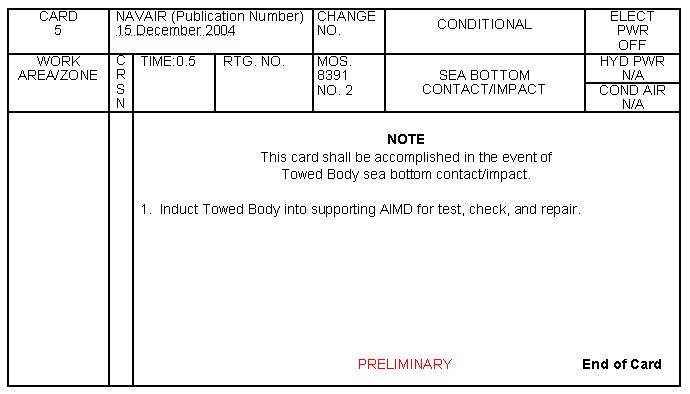 CARD
5
NAVAIR (Publication Number)
15 December 2004
CHANGE
NO.
CONDITIONAL
ELECT
PWR
OFF
WORK
AREA/ZONE
C
R
S
N
TIME:0.5
RTG. NO.
MOS.
8391
NO. 2
SEA BOTTOM
CONTACT/IMPACT
HYD PWR
N/A
COND AIR
N/A
NOTE
This card shall be accomplished in the event of
Towed Body sea bottom contact/impact.
1. Induct Towed Body into supporting AIMD for test, check, and repair.
PRELIMINARY
End of Card